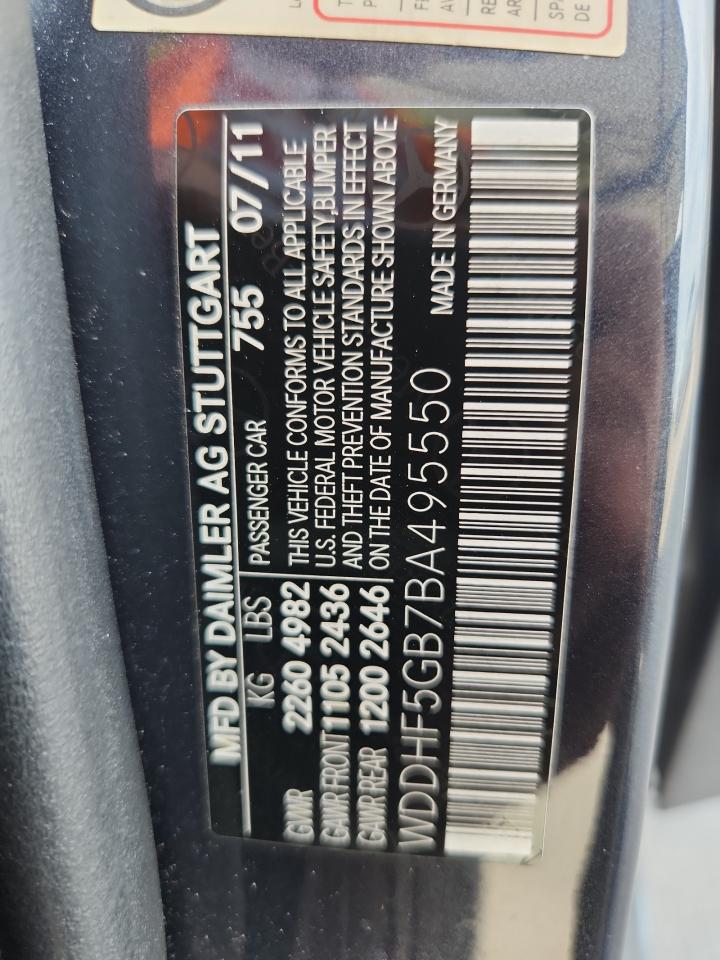 MFD BY DAIMLER AG STUTTGART
KG LBS
GVWR 2260 4982
GAWR FRONT 1105 2436
GAWR REAR 1200 2646
PASSENGER CAR 755 07/11
THIS VEHICLE CONFORMS TO ALL APPLICABLE
U.S. FEDERAL MOTOR VEHICLE SAFETY, BUMPER
AND THEFT PREVENTION STANDARDS IN EFFECT
ON THE DATE OF MANUFACTURE SHOWN ABOVE
WDDHF5GB7BA495550 MADE IN GERMANY